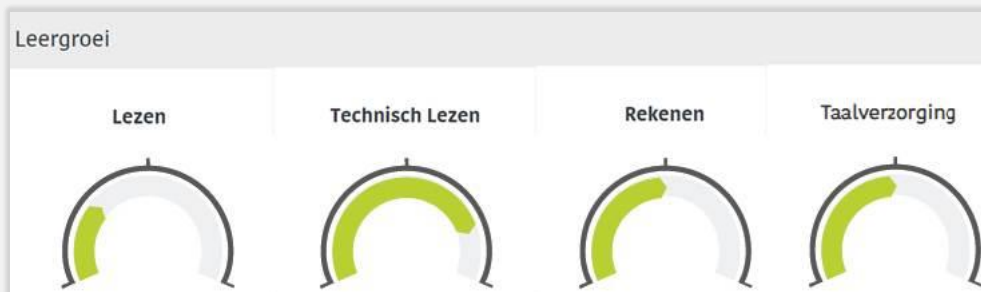 Leergroei
Lezen
Technisch Lezen
Rekenen
Taalverzorging